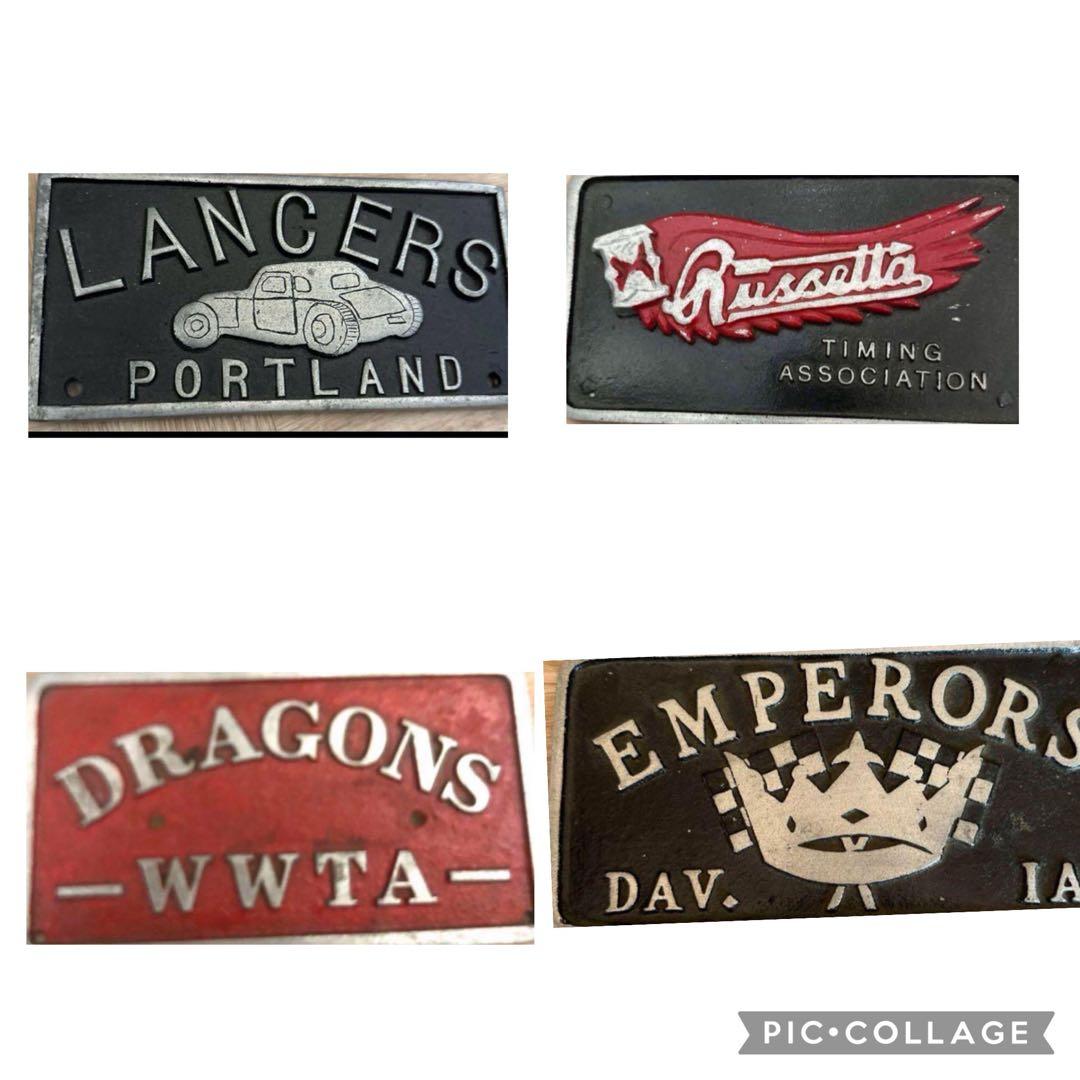 LANCERS
PORTLAND
Russetta
TIMING
ASSOCIATION
DRAGONS
- WWTA -
EMPERORS
DAV. IA
PIC•COLLAGE